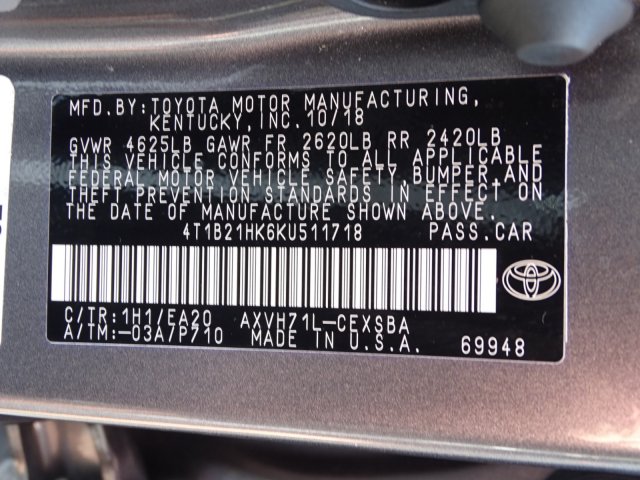 MFD.BY:TOYOTA MOTOR MANUFACTURING,
KENTUCKY, INC. 10/18
GVWR 4625LB GAWR FR 2620LB RR 2420LB
THIS VEHICLE CONFORMS TO ALL APPLICABLE
FEDERAL MOTOR VEHICLE SAFETY, BUMPER, AND
THEFT PREVENTION STANDARDS IN EFFECT ON
THE DATE OF MANUFACTURE SHOWN ABOVE.
4T1B21HK6KU511718 PASS.CAR
C/TR:1H1/EA20 AXVH71L-CEXSBA
A/TM:-03A/P710 MADE IN U.S.A. 69948